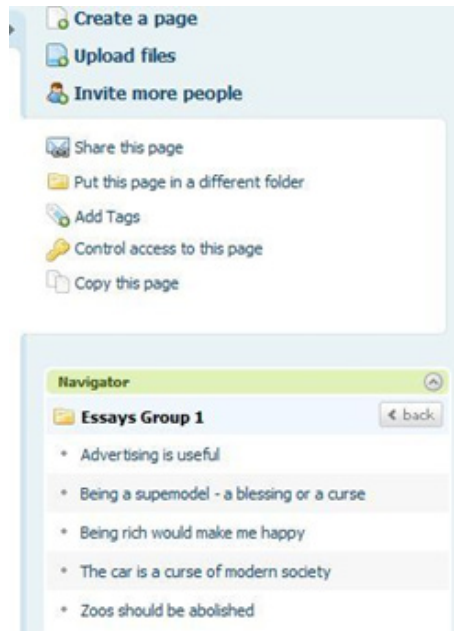 Create a page
Upload files
Invite more people
Share this page
Put this page in a different folder
Add Tags
Control access to this page
Copy this page
Navigator
Essays Group 1
back
Advertising is useful
Being a supemodel - a blessing or a curse
Being rich would make me happy
The car is a curse of modern society
Zoos should be abolished